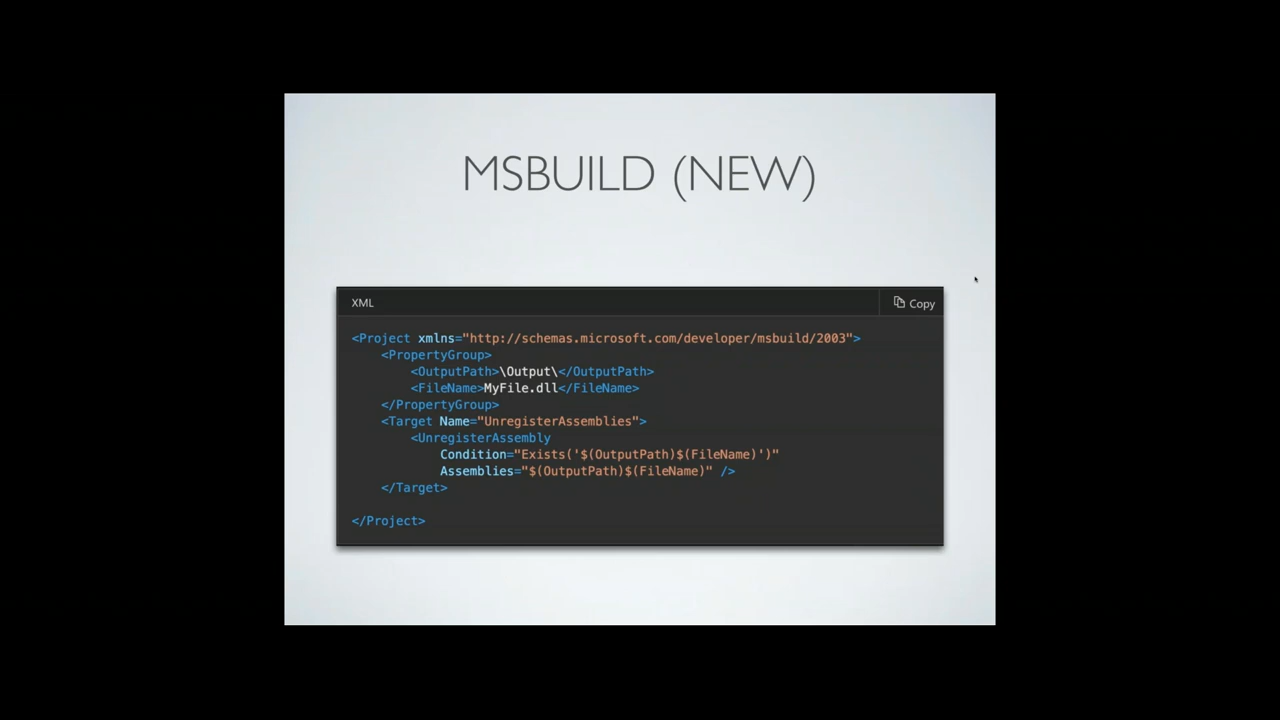 MSBUILD (NEW)
XML
Copy
<Project xmlns="http://schemas.microsoft.com/developer/msbuild/2003">
    <PropertyGroup>
        <OutputPath>\Output\</OutputPath>
        <FileName>MyFile.dll</FileName>
    </PropertyGroup>
    <Target Name="UnregisterAssemblies">
        <UnregisterAssembly
            Condition="Exists('$(OutputPath)$(FileName)')"
            Assemblies="$(OutputPath)$(FileName)" />
    </Target>
</Project>